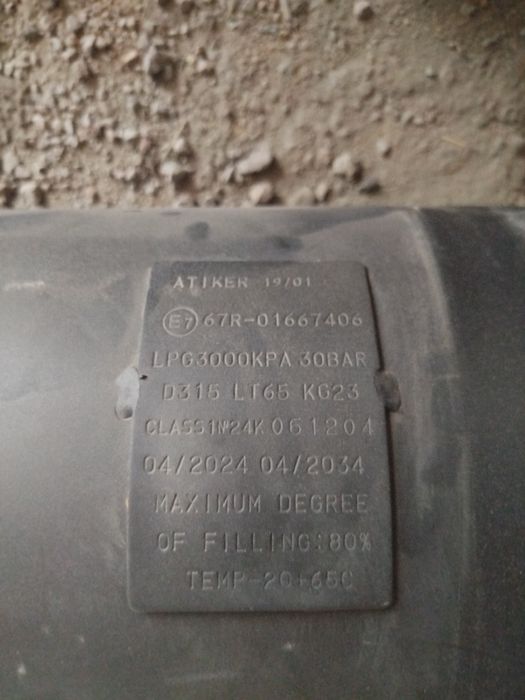 ATIKER 19/01
E7 67R-01667406
LPG3000KPA 30BAR
D315 LT65 KG23
CLASS1№24K 061204
04/2024 04/2034
MAXIMUM DEGREE
OF FILLING:80%
TEMP-20+65C